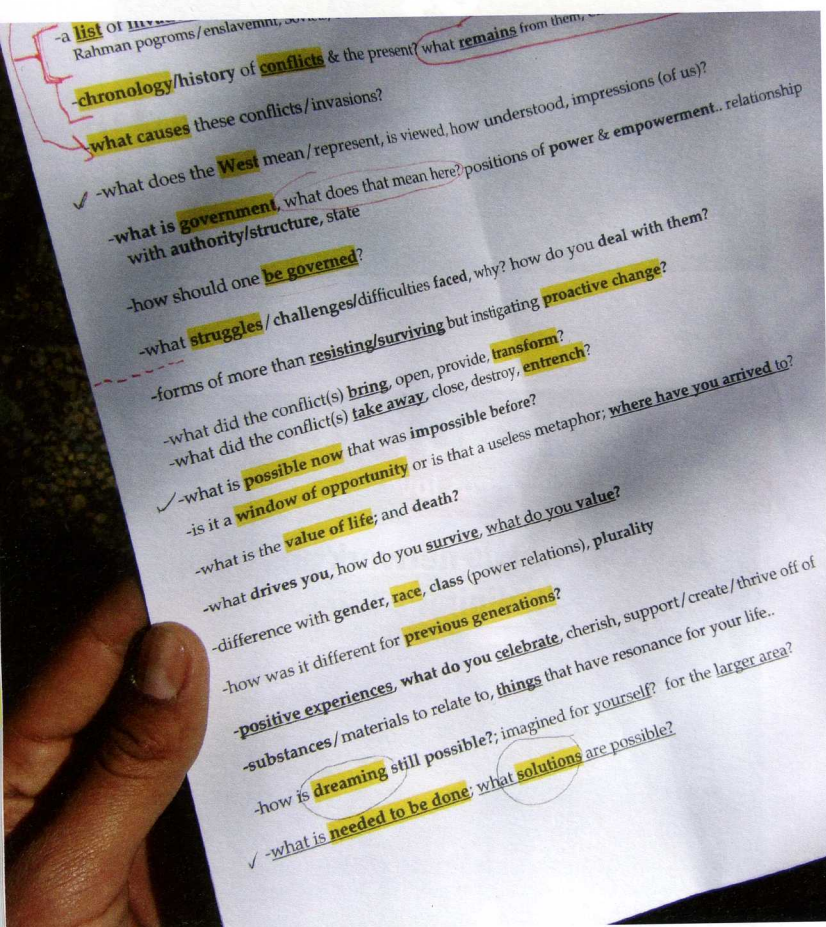 -a list of
Rahman pogroms/enslavemnt,
-chronology/history of conflicts & the present? what remains from them,
-what causes these conflicts/invasions?
-what does the West mean/represent, is viewed, how understood, impressions (of us)?
-what is government, what does that mean here? positions of power & empowerment.. relationship
with authority/structure, state
-how should one be governed?
-what struggles/challenges/difficulties faced, why? how do you deal with them?
-forms of more than resisting/surviving but instigating proactive change?
-what did the conflict(s) bring, open, provide, transform?
-what did the conflict(s) take away, close, destroy, entrench?
-what is possible now that was impossible before?
-is it a window of opportunity or is that a useless metaphor; where have you arrived to?
-what is the value of life; and death?
-what drives you, how do you survive, what do you value?
-difference with gender, race, class (power relations), plurality
-how was it different for previous generations?
-positive experiences, what do you celebrate, cherish, support/create/thrive off of
-substances/materials to relate to, things that have resonance for your life..
-how is dreaming still possible?; imagined for yourself? for the larger area?
-what is needed to be done; what solutions are possible?